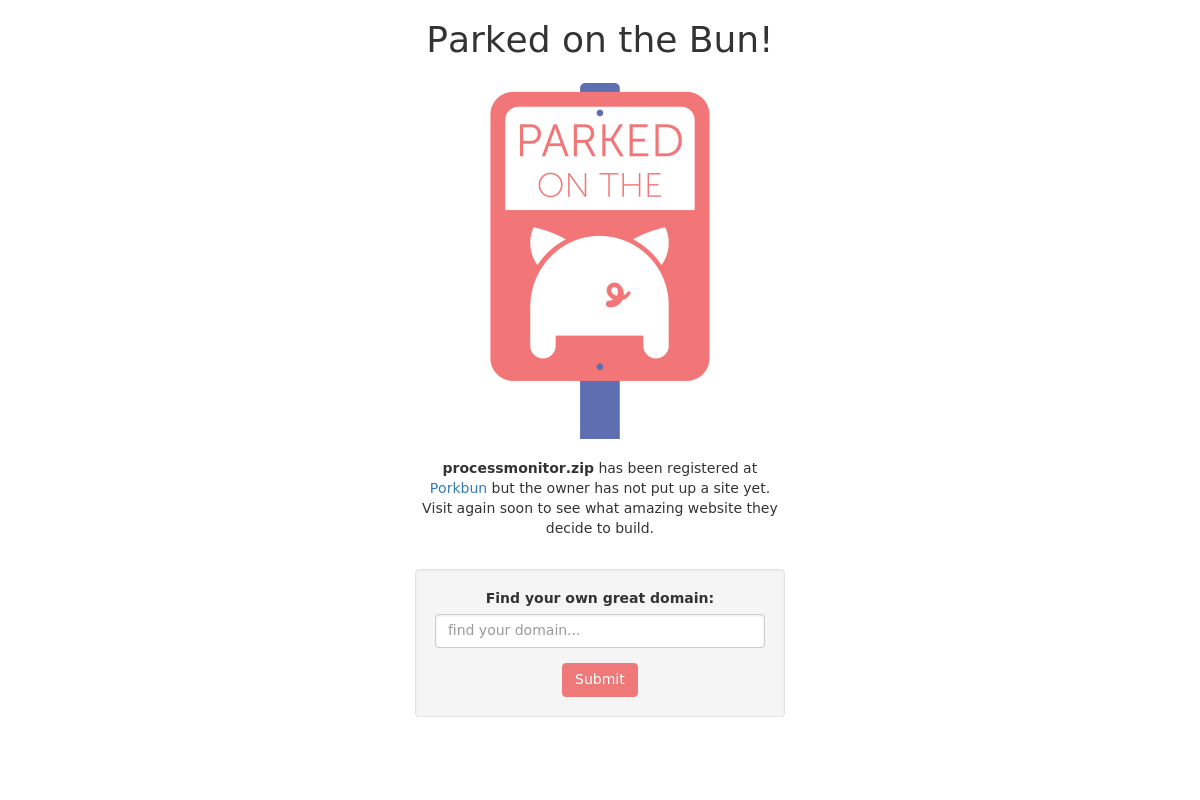 Parked on the Bun!
PARKED
ON THE
processmonitor.zip has been registered at
Porkbun but the owner has not put up a site yet.
Visit again soon to see what amazing website they
decide to build.
Find your own great domain:
find your domain...
Submit